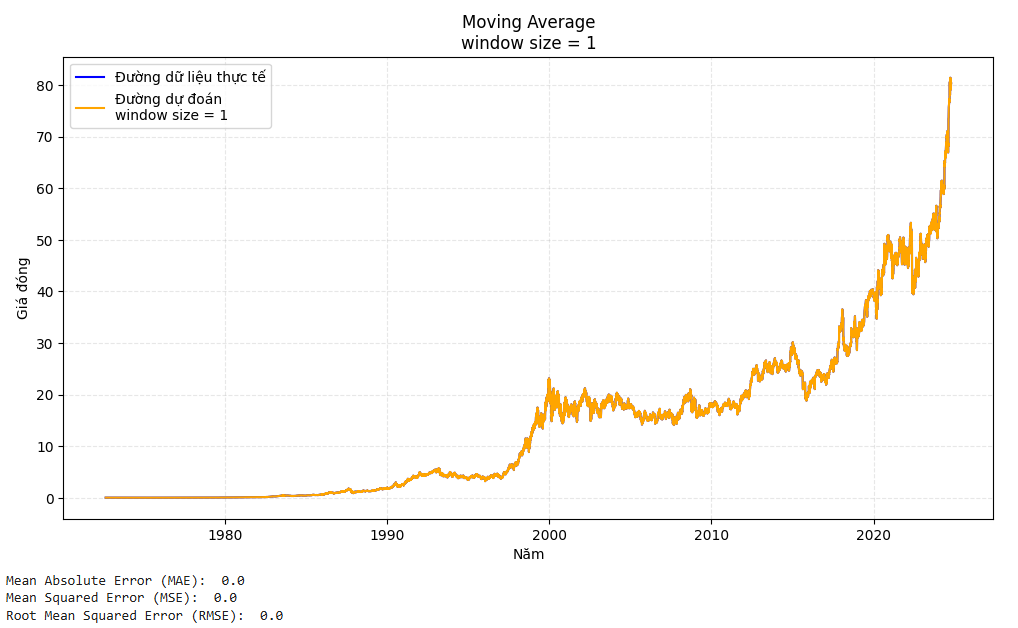 Moving Average
window size = 1
Đường dữ liệu thực tế
Đường dự đoán
window size = 1
Giá đóng
80
70
60
50
40
30
20
10
0
1980
1990
2000
2010
2020
Năm
Mean Absolute Error (MAE):  0.0
Mean Squared Error (MSE):  0.0
Root Mean Squared Error (RMSE):  0.0